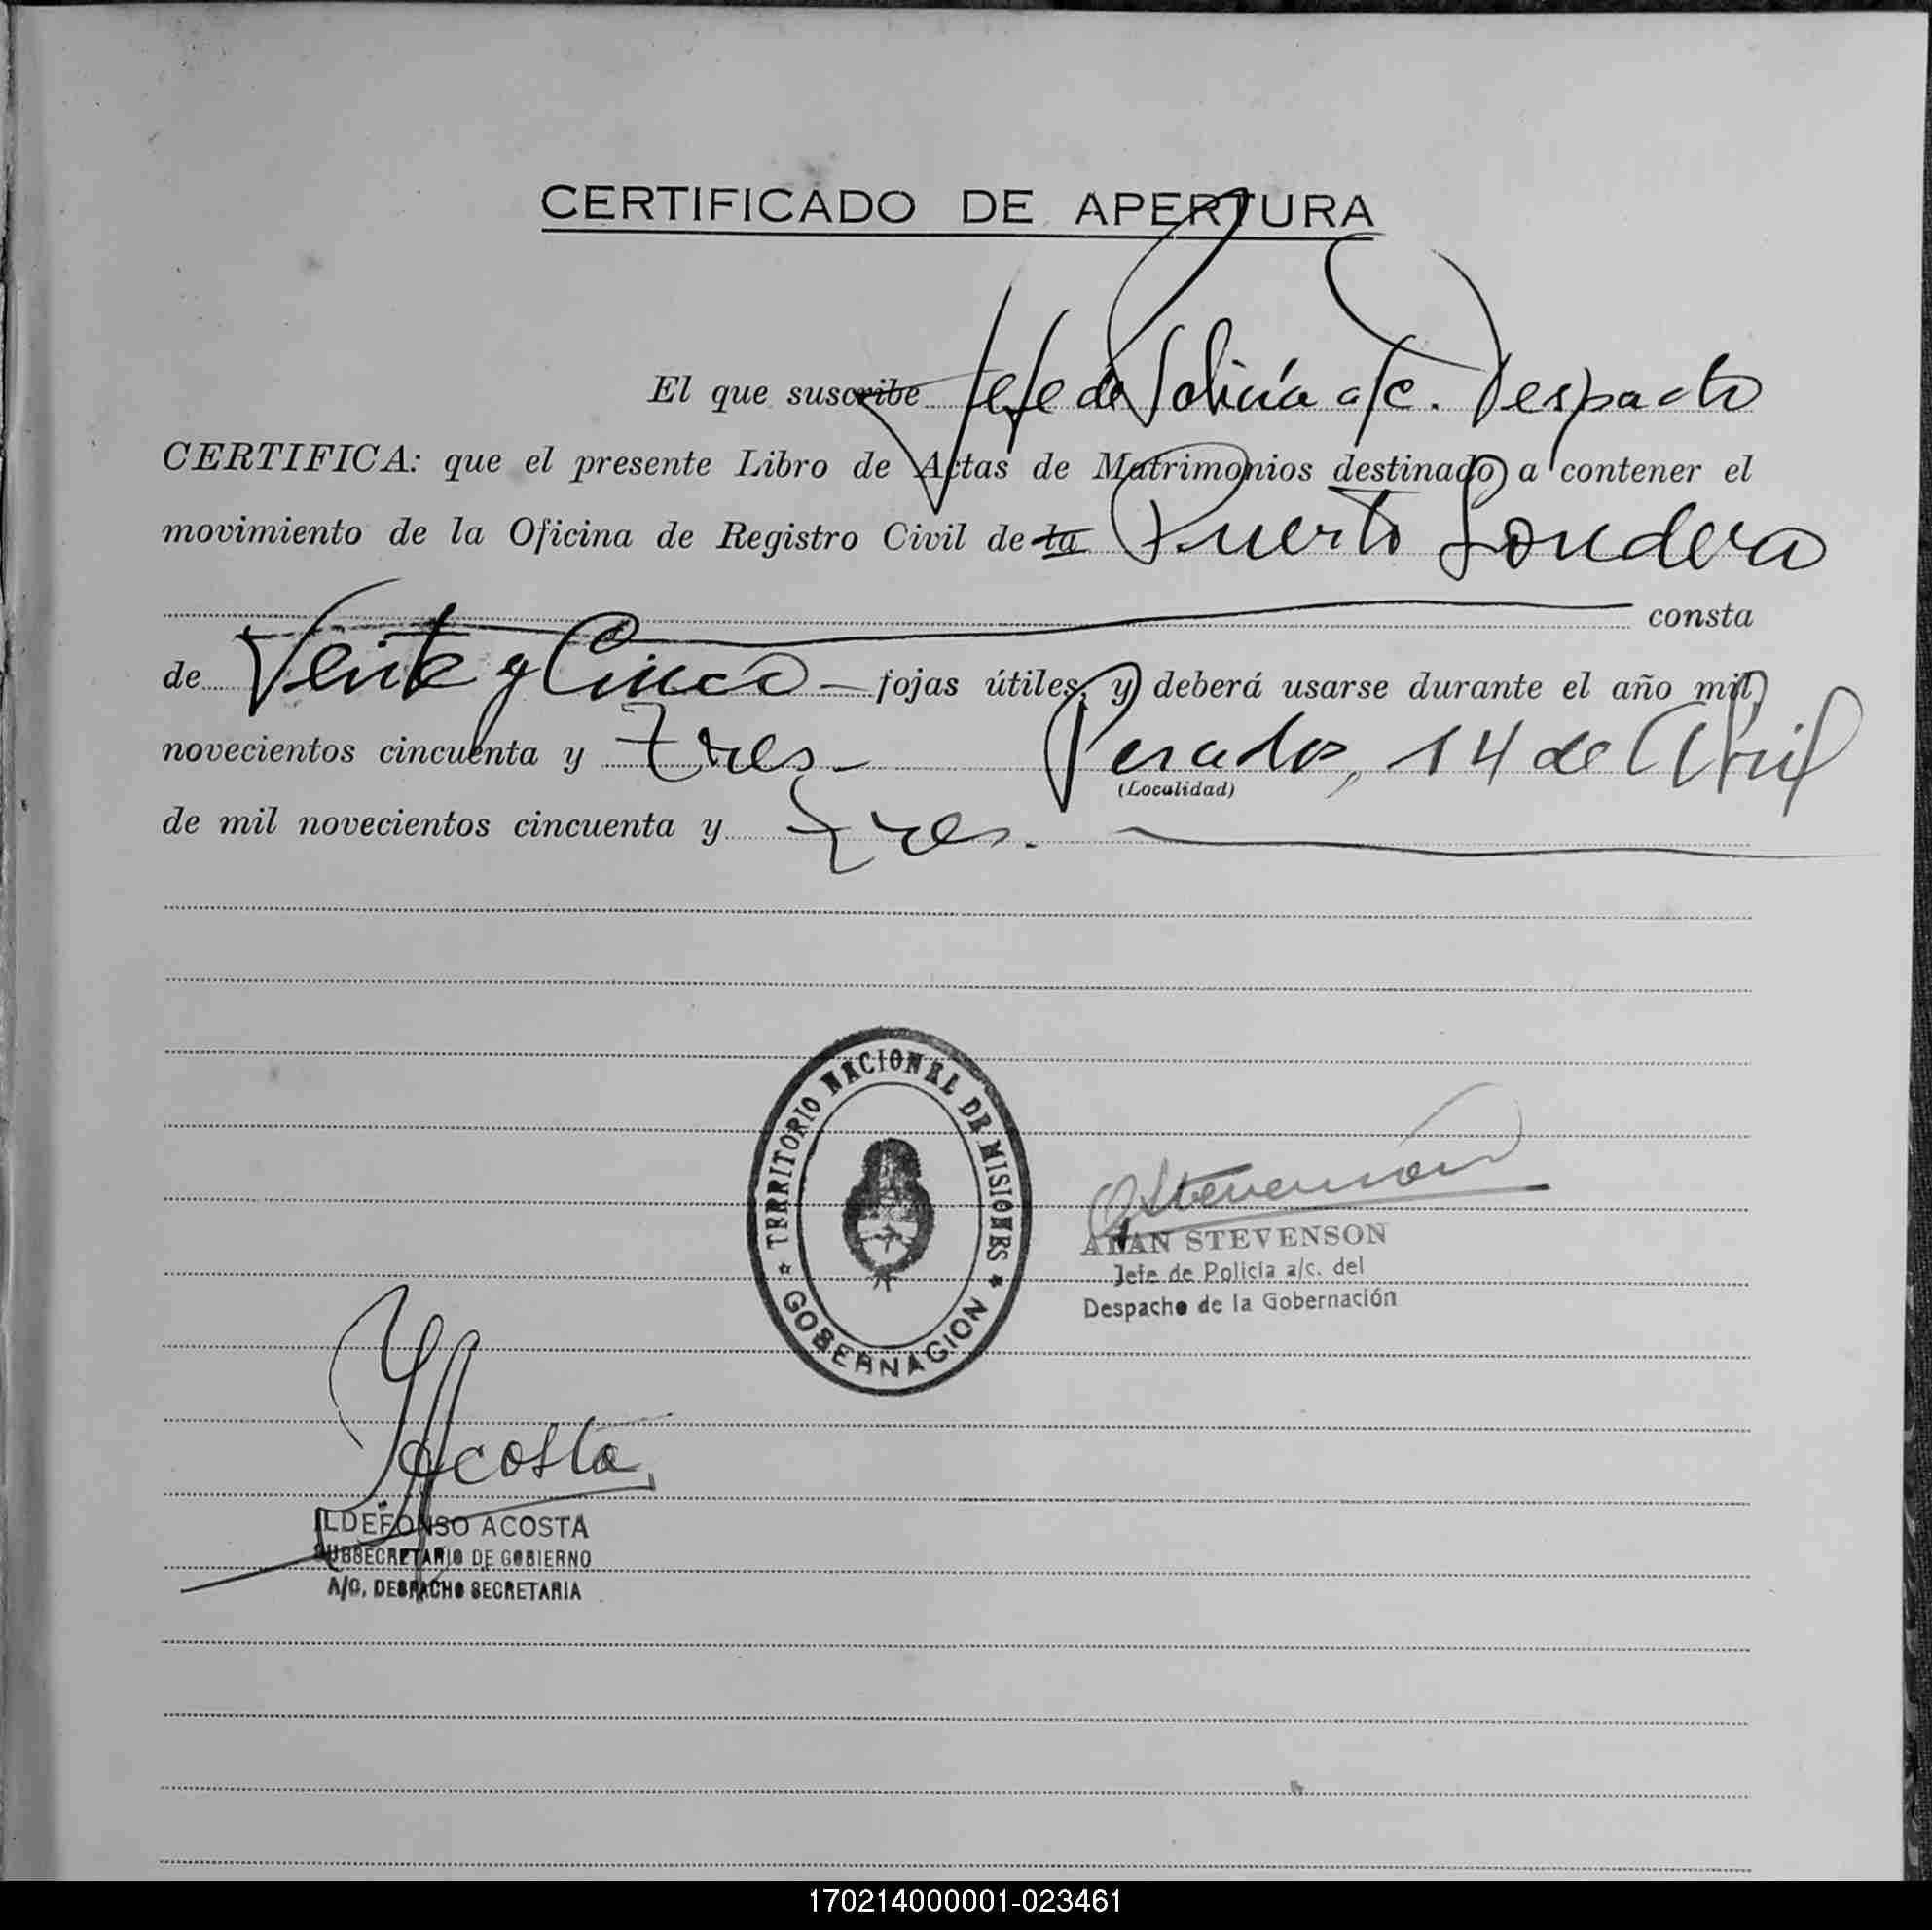 CERTIFICADO DE APERTURA
El que suscribe Jefe de Policía a/c. Despacho
CERTIFICA: que el presente Libro de Actas de Matrimonios destinado a contener el
movimiento de la Oficina de Registro Civil de la Puerto
consta
de Veinte y Cinco — fojas útiles, y deberá usarse durante el año mil
novecientos cincuenta y tres - Posadas, 14 de Abril
(Localidad)
de mil novecientos cincuenta y tres.
TERRITORIO NACIONAL DE MISIONES
GOBERNACION
AStevenson
ALAN STEVENSON
Jefe de Policía a/c. del
Despacho de la Gobernación
Acosta
ILDEFONSO ACOSTA
SUBSECRETARIO DE GOBIERNO
A/C. DESPACHO SECRETARIA
170214000001-023461